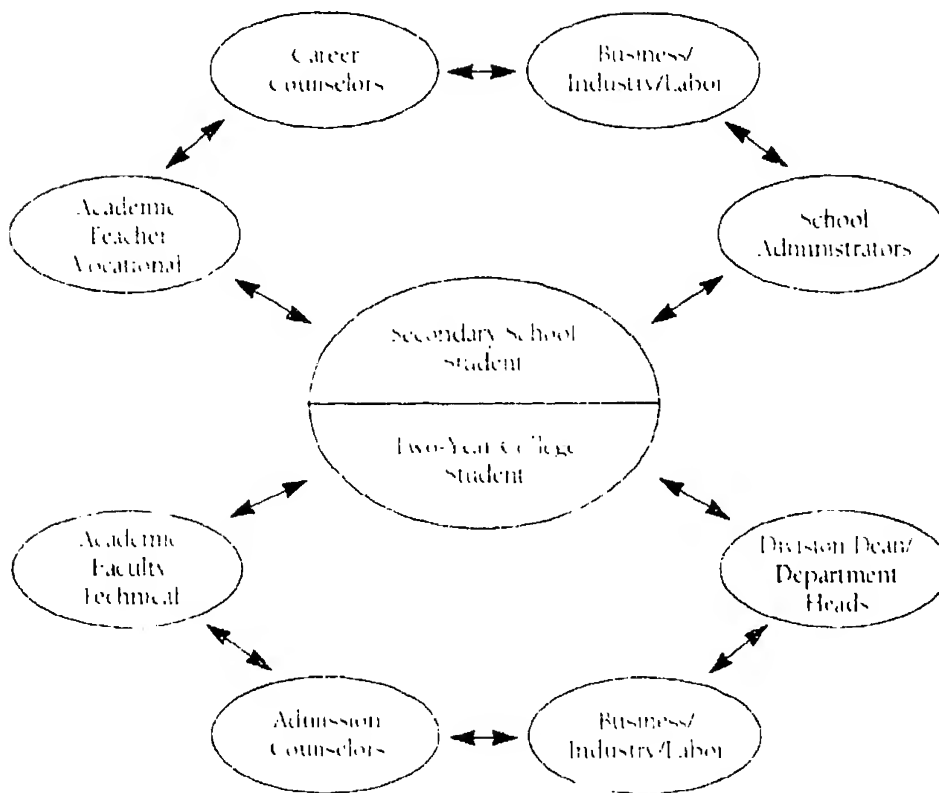 Career
Counselors
Business/
Industry/Labor
Academic
Teacher
Vocational
School
Administrators
Secondary School
Student
Two-Year College
Student
Academic
Faculty
Technical
Division Dean/
Department
Heads
Admission
Counselors
Business/
Industry/Labor